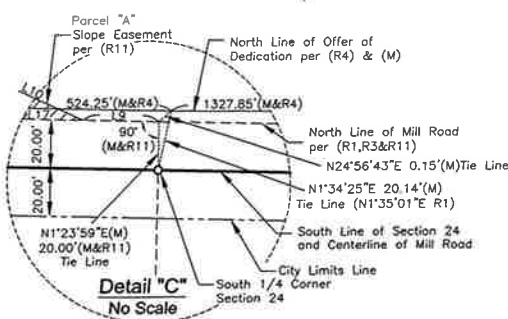 Parcel "A"
Slope Easement
per (R11)
North Line of Offer of
Dedication per (R4) & (M)
L10
524.25'(M&R4)
1327.85'(M&R4)
L17
L9
90°
(M&R11)
20.00'
20.00'
North Line of Mill Road
per (R1,R3&R11)
N24°56'43"E 0.15'(M)Tie Line
N1°34'25"E 20.14'(M)
Tie Line (N1°35'01"E R1)
N1°23'59"E(M)
20.00'(M&R11)
Tie Line
South Line of Section 24
and Centerline of Mill Road
City Limits Line
Detail "C"
No Scale
South 1/4 Corner
Section 24